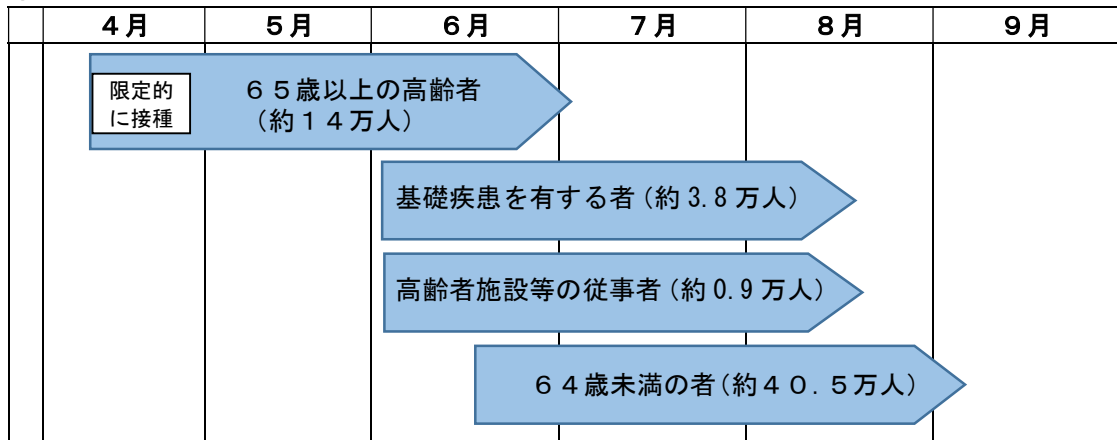 ４月 ５月 ６月 ７月 ８月 ９月
限定的
に接種
６５歳以上の高齢者
（約１４万人）
基礎疾患を有する者（約 3.8 万人）
高齢者施設等の従事者（約 0.9 万人）
６４歳未満の者（約４０．５万人）